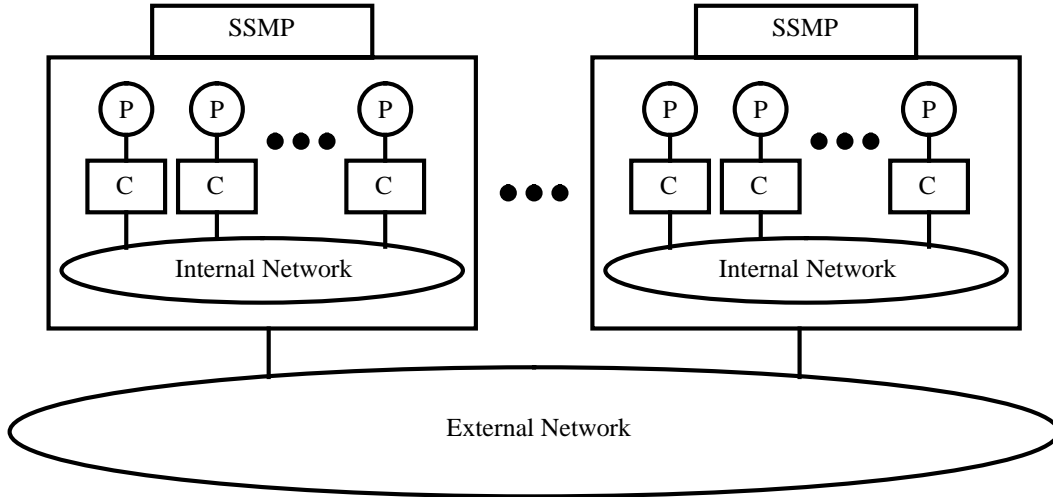 SSMP SSMP
P P P P P P
C C C C C C
Internal Network Internal Network
External Network